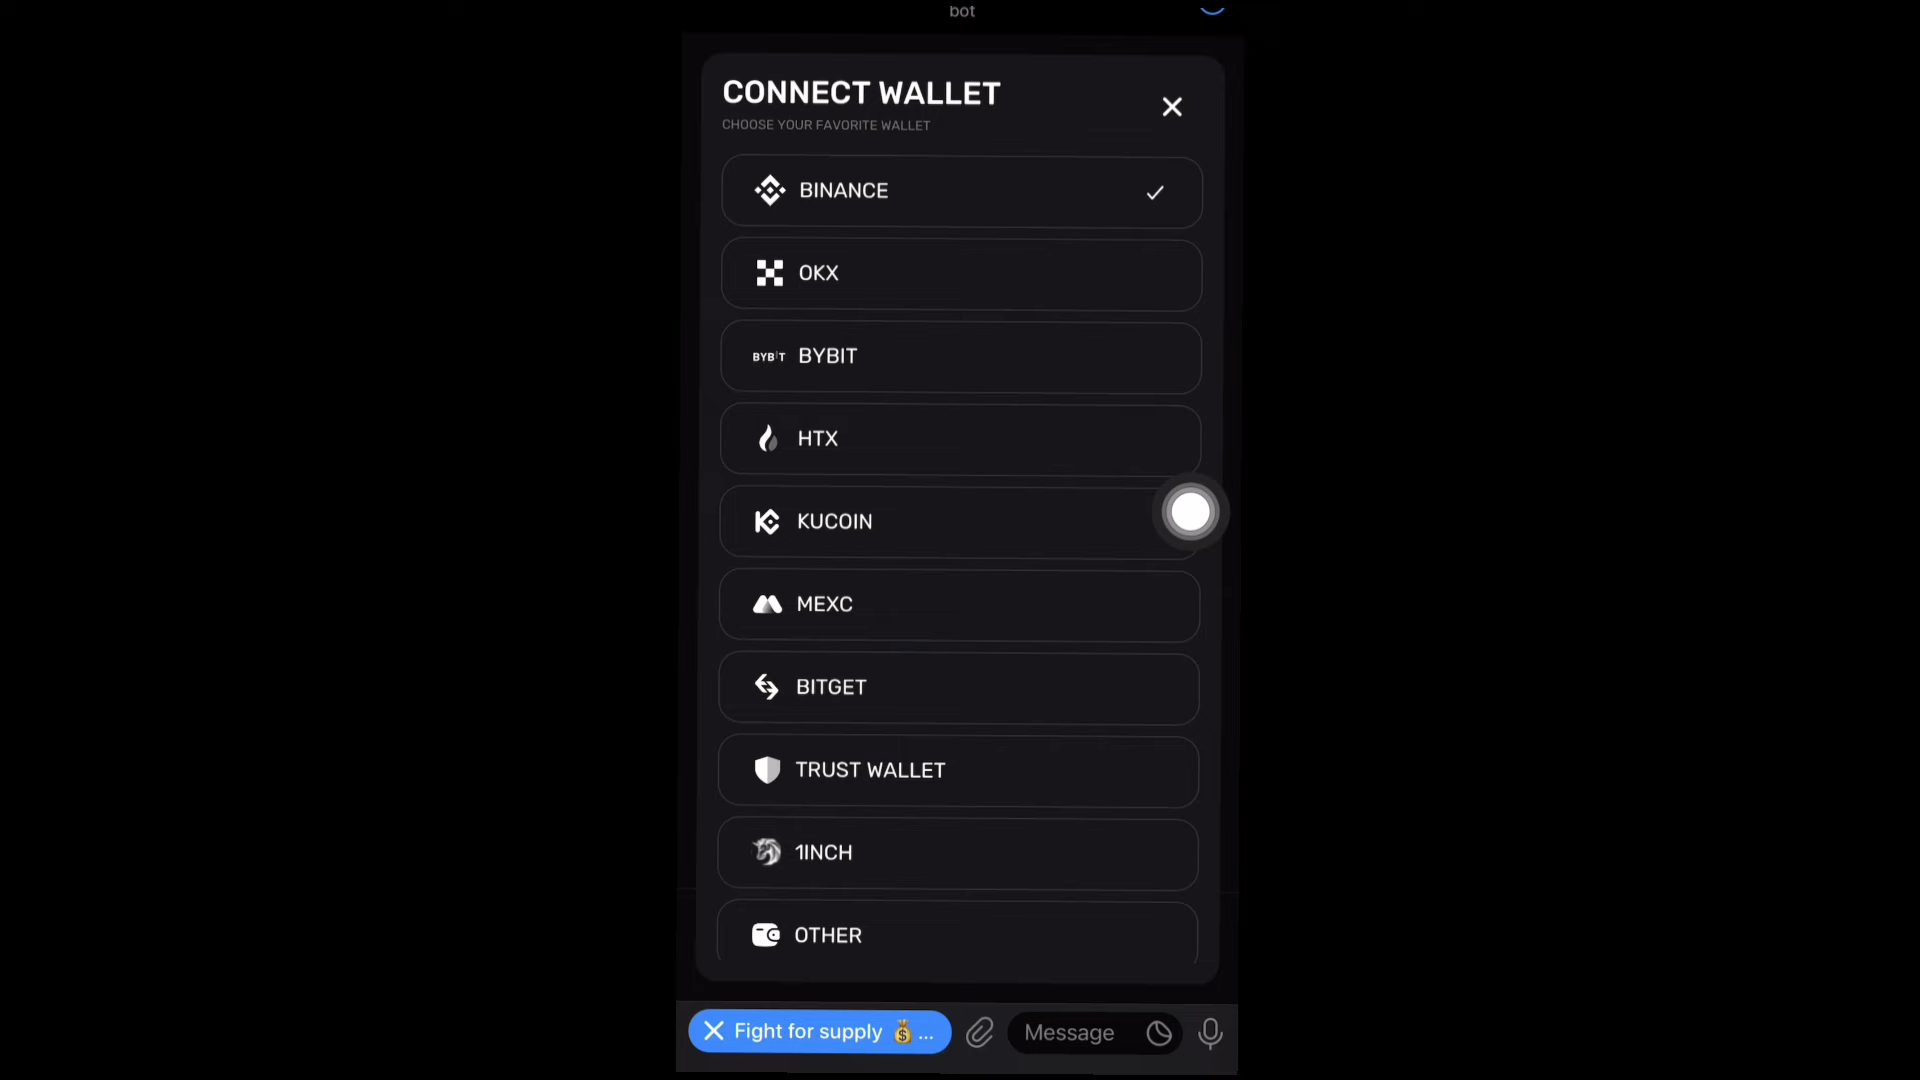 bot
CONNECT WALLET
CHOOSE YOUR FAVORITE WALLET
BINANCE
OKX
BYBIT BYBIT
HTX
KUCOIN
MEXC
BITGET
TRUST WALLET
1INCH
OTHER
Fight for supply 💰...
Message